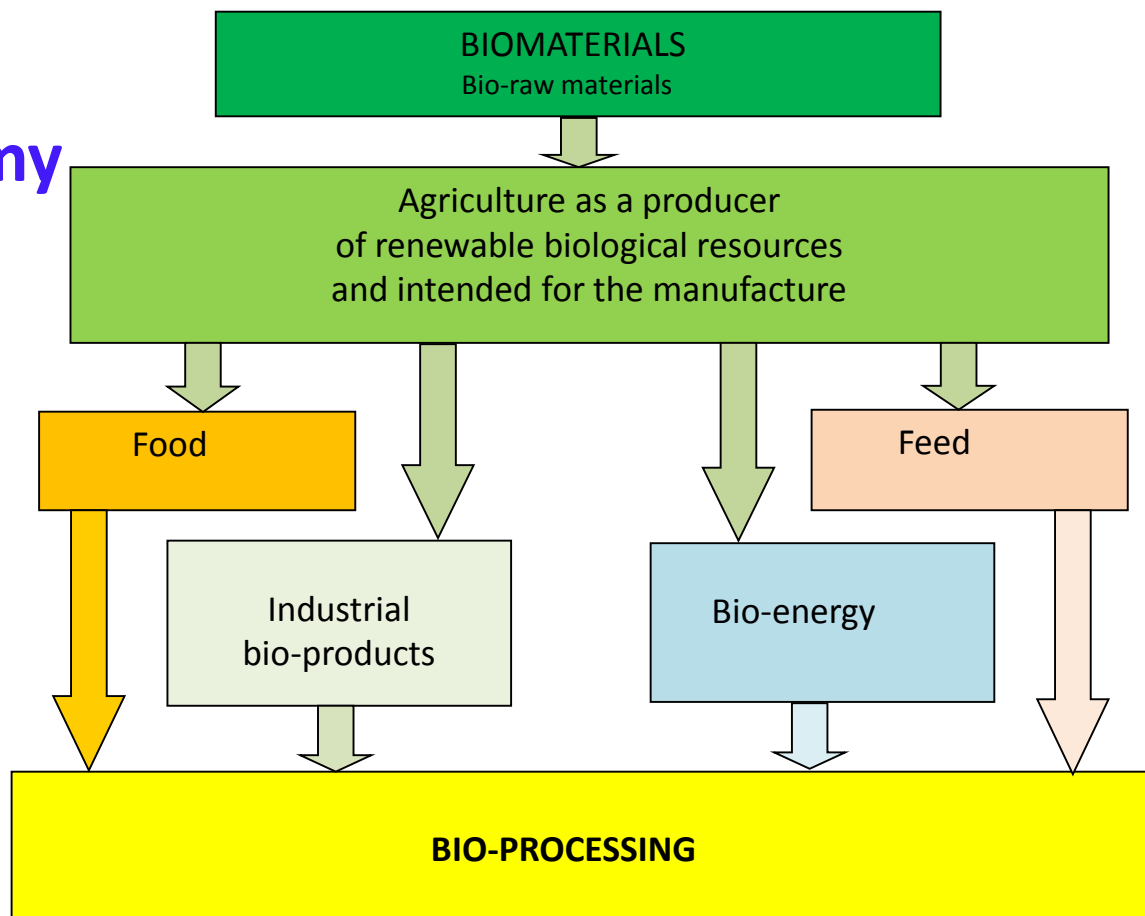 BIOMATERIALS
Bio-raw materials
my
Agriculture as a producer
of renewable biological resources
and intended for the manufacture
Food
Feed
Industrial
bio-products
Bio-energy
BIO-PROCESSING